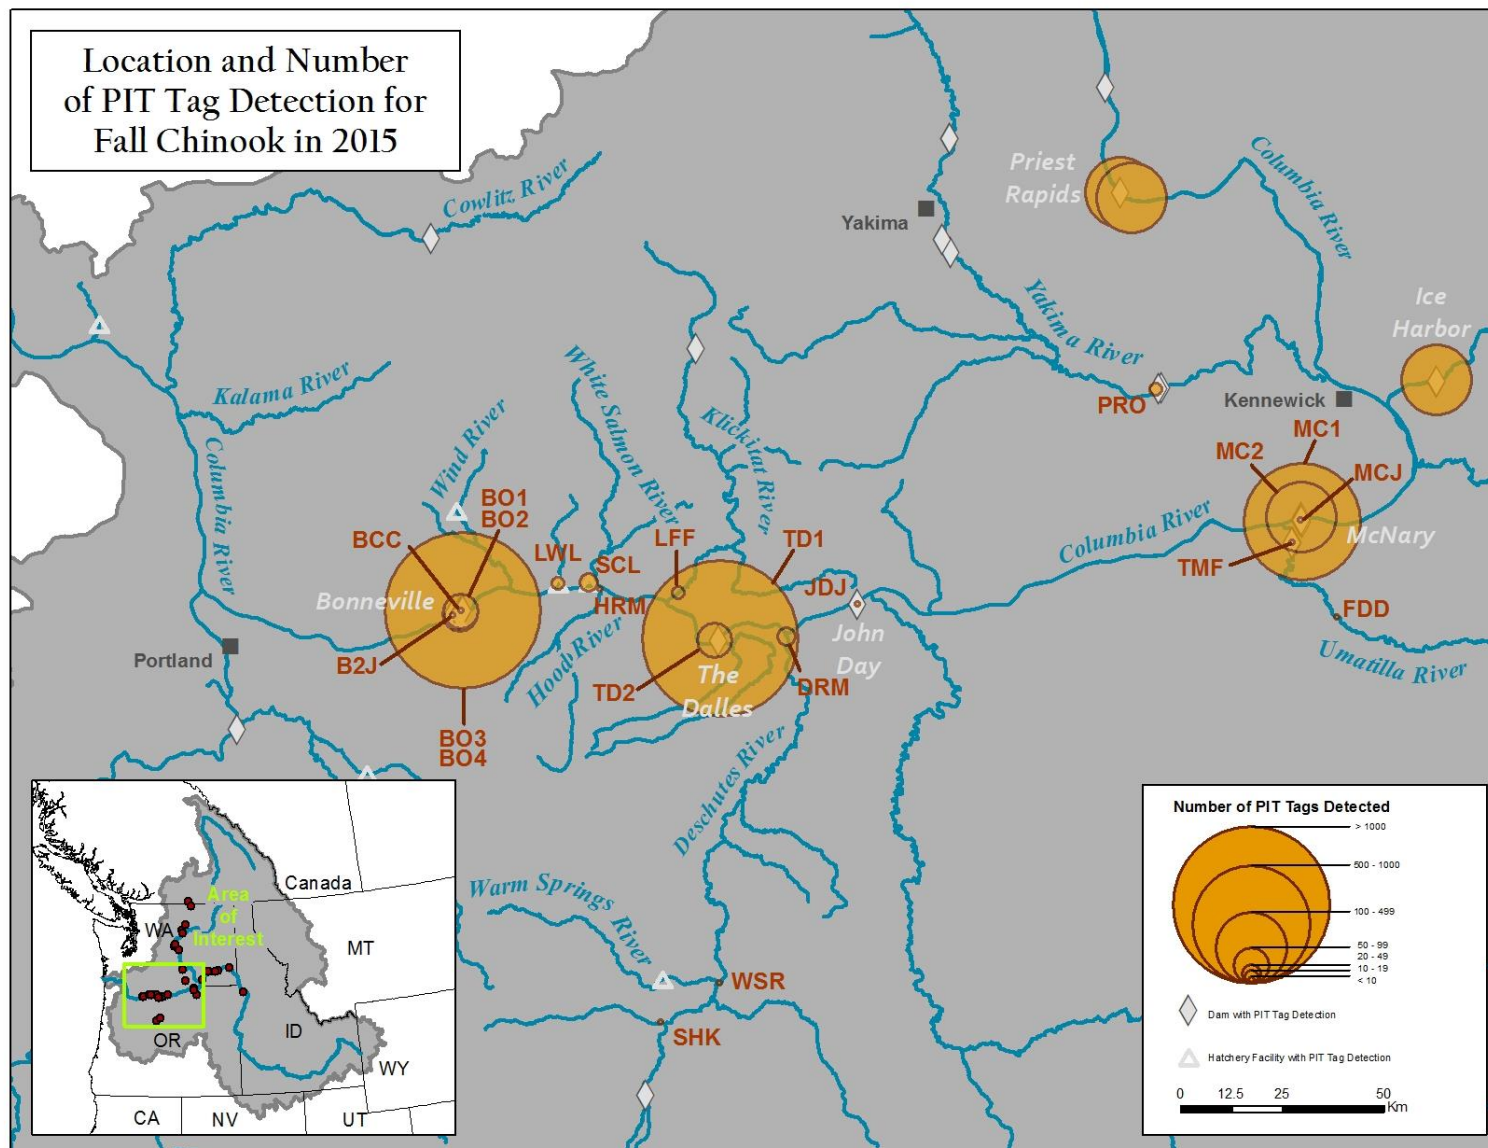 Location and Number
of PIT Tag Detection for
Fall Chinook in 2015
Cowlitz River
Priest
Rapids
Columbia
River
Yakima
Ice
Harbor
Yakima River
Kalama River
White Salmon River
Wind River
Klickitat River
Columbia River
PRO
Kennewick
MC1
MC2
MCJ
BO1
BO2
BCC
LWL
SCL
LFF
TD1
Columbia River
McNary
TMF
Bonneville
HRM
JDJ
FDD
John
Day
Portland
B2J
Hood River
TD2
The
Dalles
DRM
Umatilla River
BO3
BO4
Deschutes River
Warm Springs
River
WSR
SHK
Canada
Area
of
Interest
WA
MT
OR
ID
WY
CA
NV
UT
Number of PIT Tags Detected
> 1000
500 - 1000
100 - 499
50 - 99
20 - 49
10 - 19
< 10
Dam with PIT Tag Detection
Hatchery Facility with PIT Tag Detection
0 12.5 25 50
Km